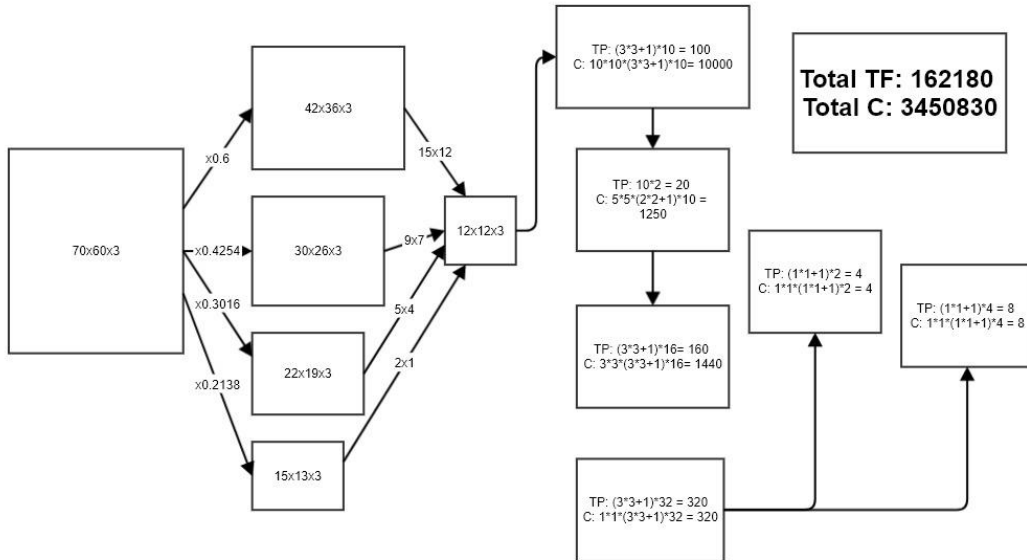 70x60x3
x0.6
x0.4254
x0.3016
x0.2138
42x36x3
30x26x3
22x19x3
15x13x3
15x12
9x7
5x4
2x1
12x12x3
TP: (3*3+1)*10 = 100
C: 10*10*(3*3+1)*10= 10000
TP: 10*2 = 20
C: 5*5*(2*2+1)*10 =
1250
TP: (3*3+1)*16= 160
C: 3*3*(3*3+1)*16= 1440
TP: (3*3+1)*32 = 320
C: 1*1*(3*3+1)*32 = 320
TP: (1*1+1)*2 = 4
C: 1*1*(1*1+1)*2 = 4
TP: (1*1+1)*4 = 8
C: 1*1*(1*1+1)*4 = 8
Total TF: 162180
Total C: 3450830